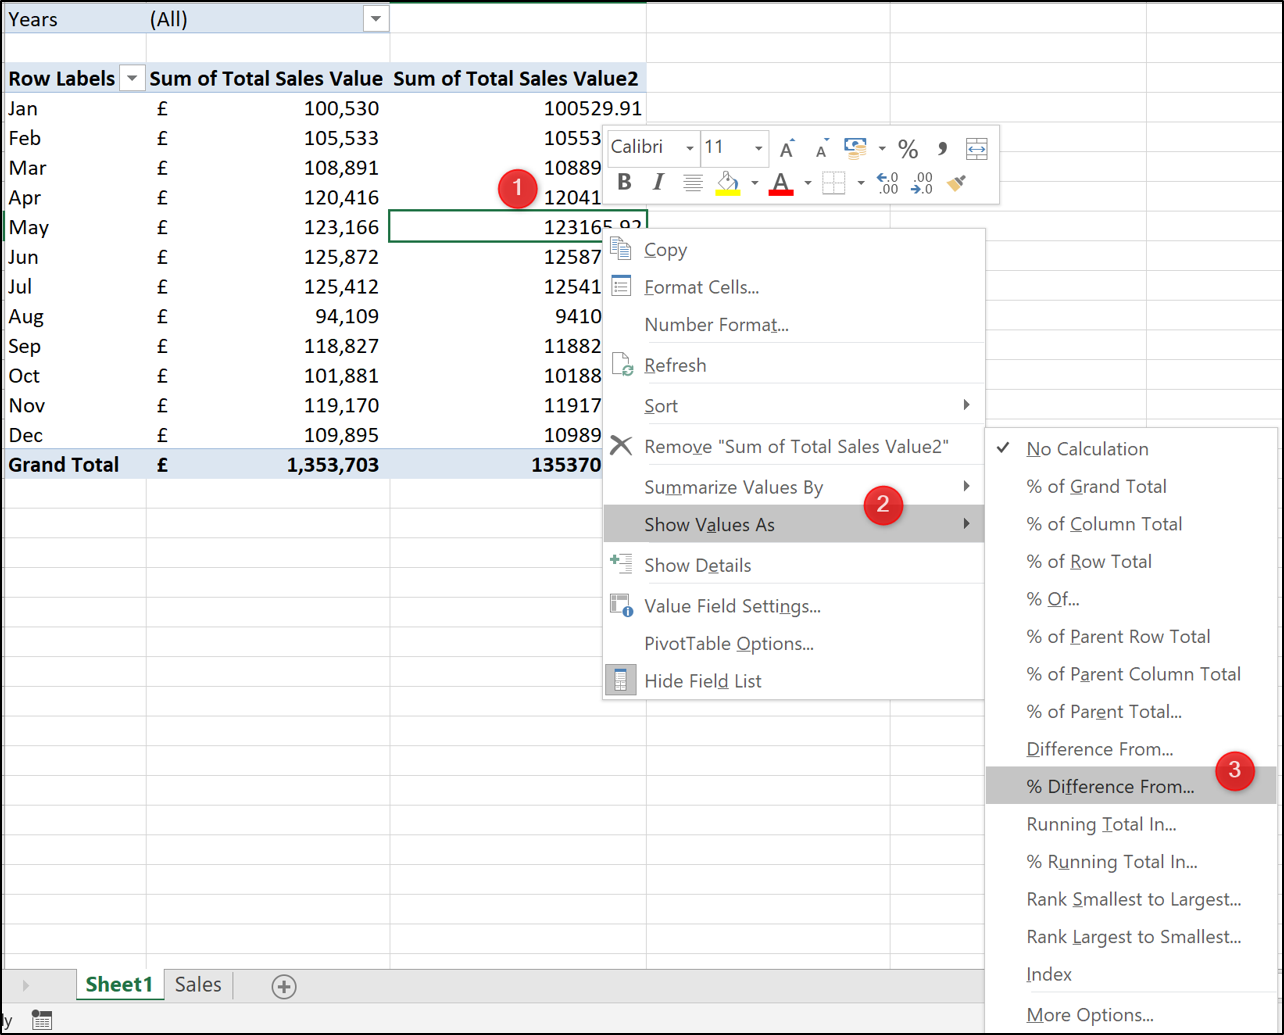 Years (All)
Row Labels Sum of Total Sales Value Sum of Total Sales Value2
Jan £ 100,530 100529.91
Feb £ 105,533 10553
Mar £ 108,891 10889
Apr £ 120,416 12041
May £ 123,166 123165.92
Jun £ 125,872 12587
Jul £ 125,412 12541
Aug £ 94,109 9410
Sep £ 118,827 11882
Oct £ 101,881 10188
Nov £ 119,170 11917
Dec £ 109,895 10989
Grand Total £ 1,353,703 135370
Calibri 11 A A % ,
B I A .0 .00 .00 .0
1
Copy
Format Cells...
Number Format...
Refresh
Sort
Remove "Sum of Total Sales Value2"
Summarize Values By
2
Show Values As
Show Details
Value Field Settings...
PivotTable Options...
Hide Field List
No Calculation
% of Grand Total
% of Column Total
% of Row Total
% Of...
% of Parent Row Total
% of Parent Column Total
% of Parent Total...
Difference From...
3
% Difference From...
Running Total In...
% Running Total In...
Rank Smallest to Largest...
Rank Largest to Smallest...
Index
More Options...
Sheet1 Sales